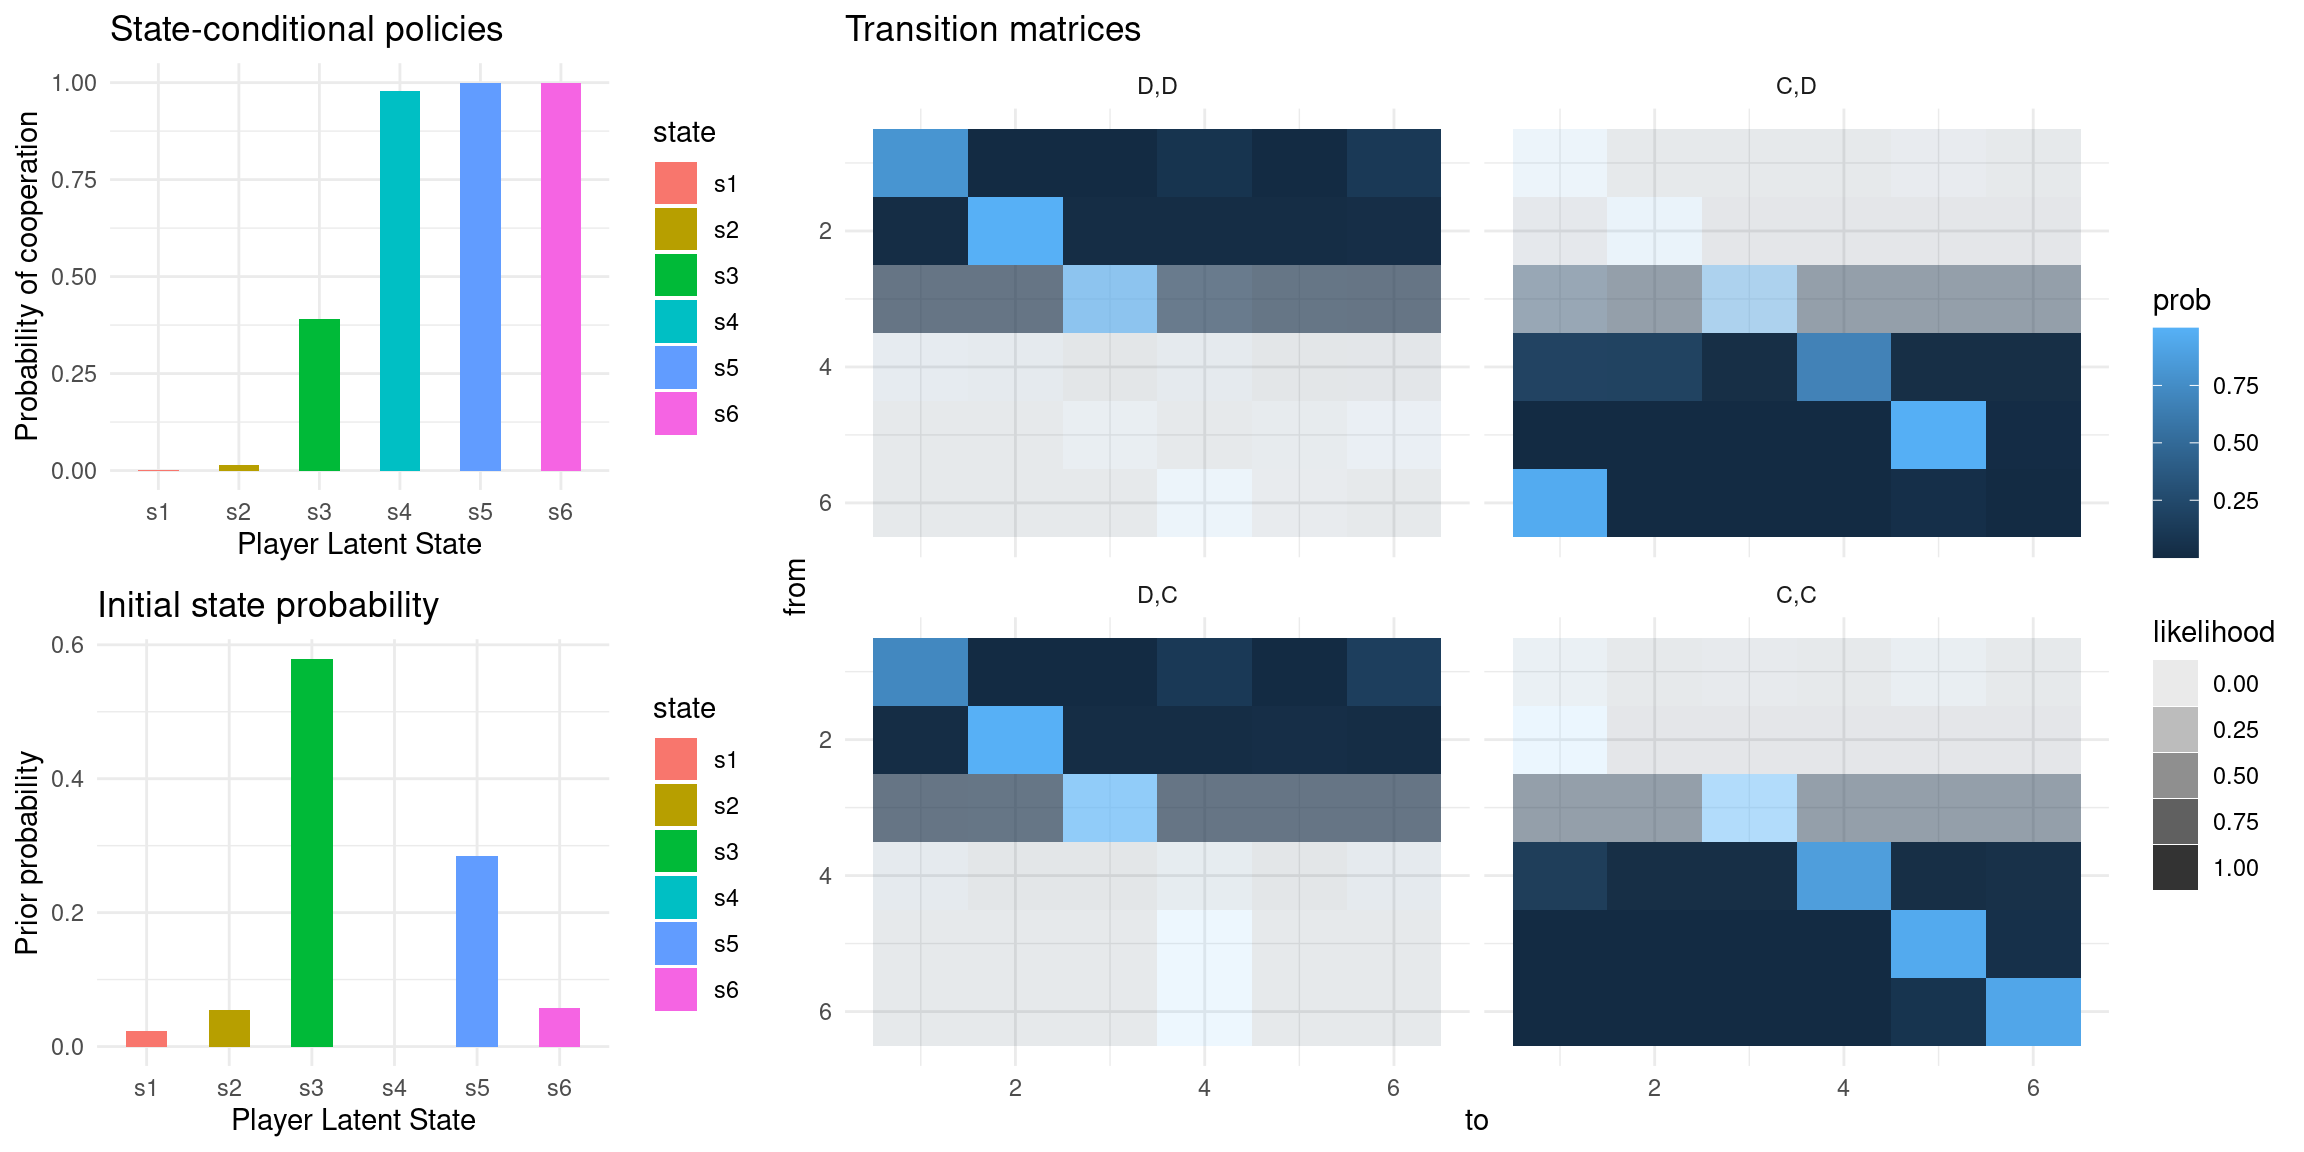 State-conditional policies
Probability of cooperation
1.00
0.75
0.50
0.25
0.00
s1 s2 s3 s4 s5 s6
Player Latent State
state
s1
s2
s3
s4
s5
s6
Initial state probability
Prior probability
0.6
0.4
0.2
0.0
s1 s2 s3 s4 s5 s6
Player Latent State
state
s1
s2
s3
s4
s5
s6
Transition matrices
D,D
C,D
2
4
6
from
D,C
C,C
2
4
6
2 4 6 2 4 6
to
prob
0.75
0.50
0.25
likelihood
0.00
0.25
0.50
0.75
1.00